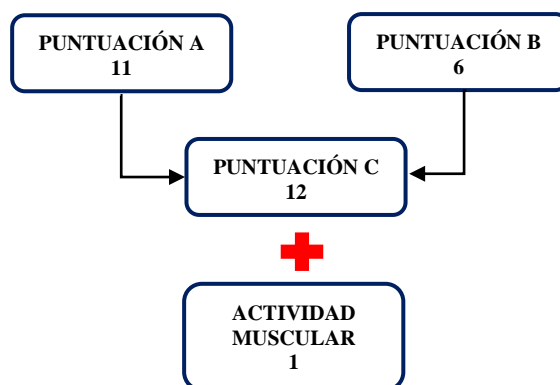 PUNTUACIÓN A
11
PUNTUACIÓN B
6
PUNTUACIÓN C
12
ACTIVIDAD
MUSCULAR
1